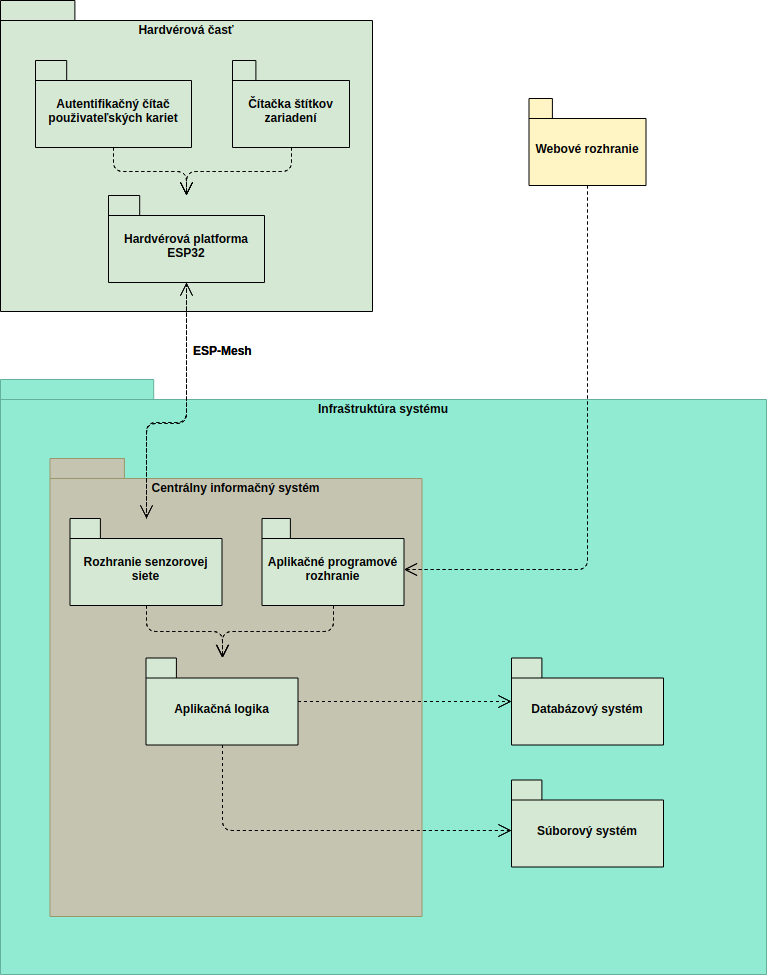 Hardvérová časť
Autentifikačný čítač
použivateľských kariet
Čítačka štítkov
zariadení
Webové rozhranie
Hardvérová platforma
ESP32
ESP-Mesh
Infraštruktúra systému
Centrálny informačný systém
Rozhranie senzorovej
siete
Aplikačné programové
rozhranie
Aplikačná logika
Databázový systém
Súborový systém